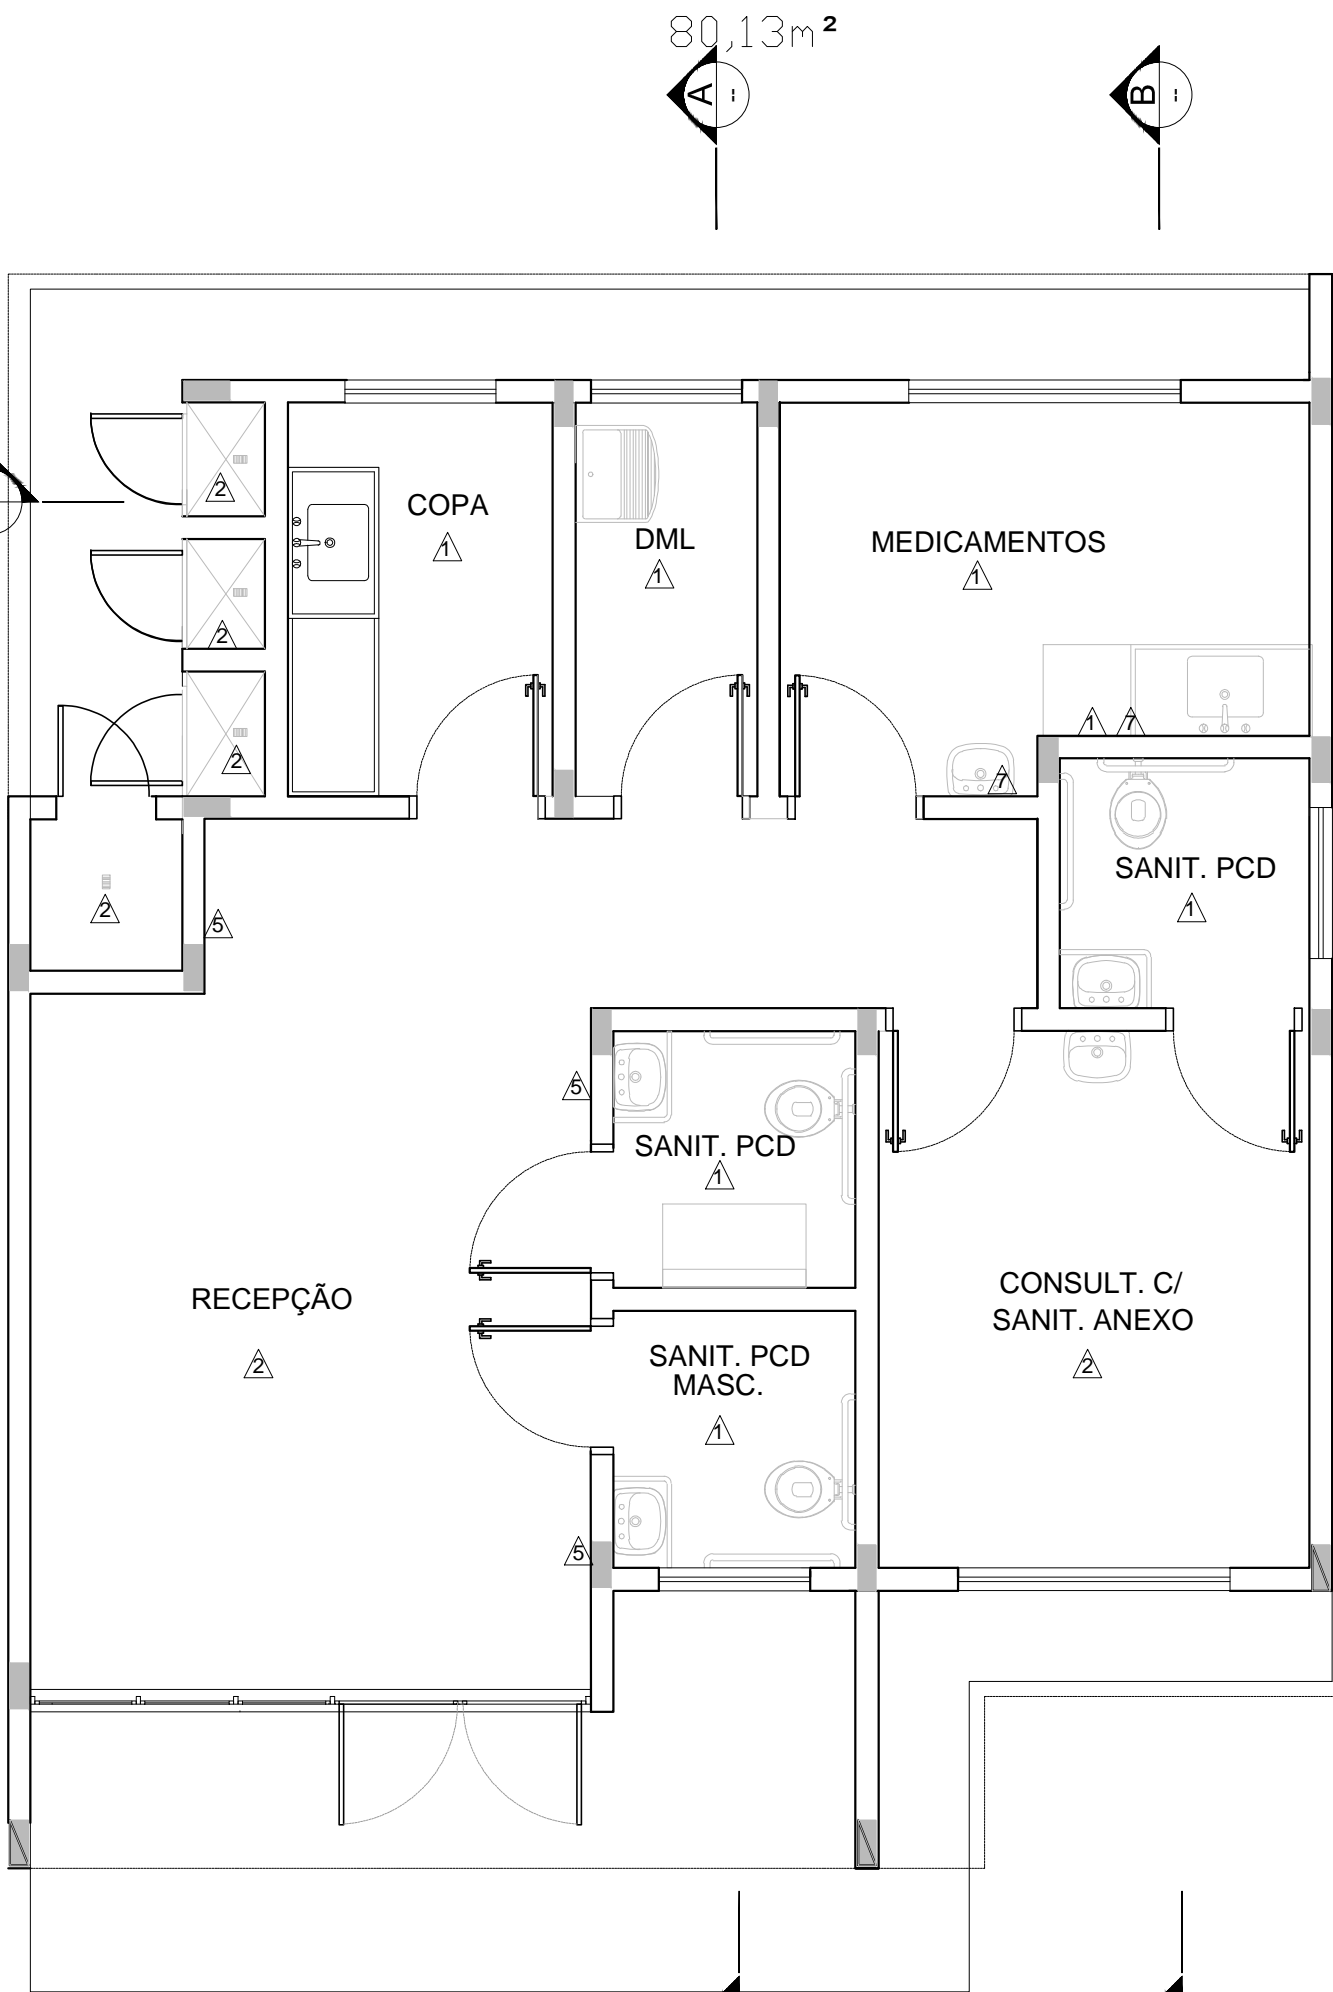 80,13m²
A --
B --
2
COPA
1
DML
1
MEDICAMENTOS
1
2
2
1
7
7
SANIT. PCD
1
2
5
5
SANIT. PCD
1
RECEPÇÃO
2
CONSULT. C/
SANIT. ANEXO
2
SANIT. PCD
MASC.
1
5